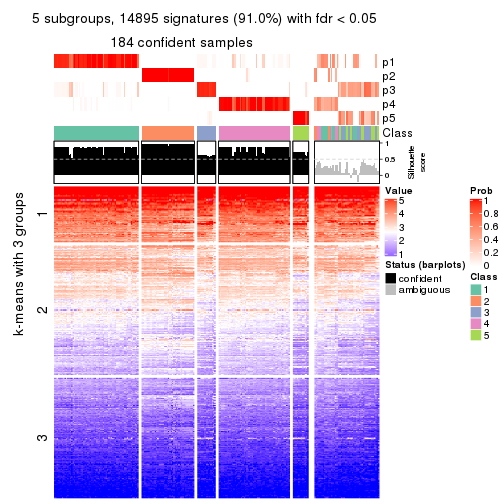 5 subgroups, 14895 signatures (91.0%) with fdr < 0.05
184 confident samples
p1
p2
p3
p4
p5
Class
1
0.5
0
Silhouette
score
k-means with 3 groups
1
2
3
Value
5
4
3
2
1
Status (barplots)
confident
ambiguous
Prob
1
0.8
0.6
0.4
0.2
0
Class
1
2
3
4
5